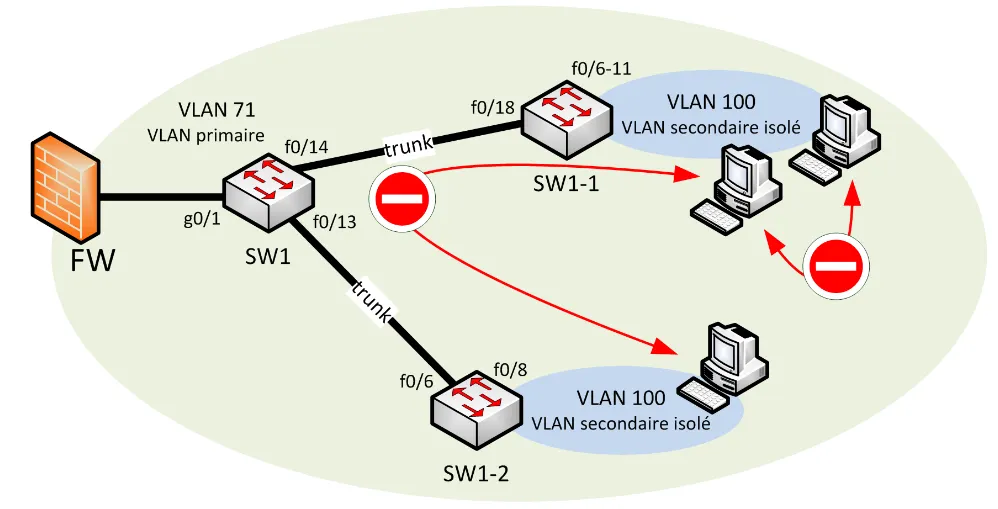 f0/6-11
VLAN 71
VLAN primaire
f0/18
VLAN 100
VLAN secondaire isolé
f0/14
trunk
SW1-1
g0/1
f0/13
FW
SW1
trunk
f0/6
f0/8
VLAN 100
VLAN secondaire isolé
SW1-2